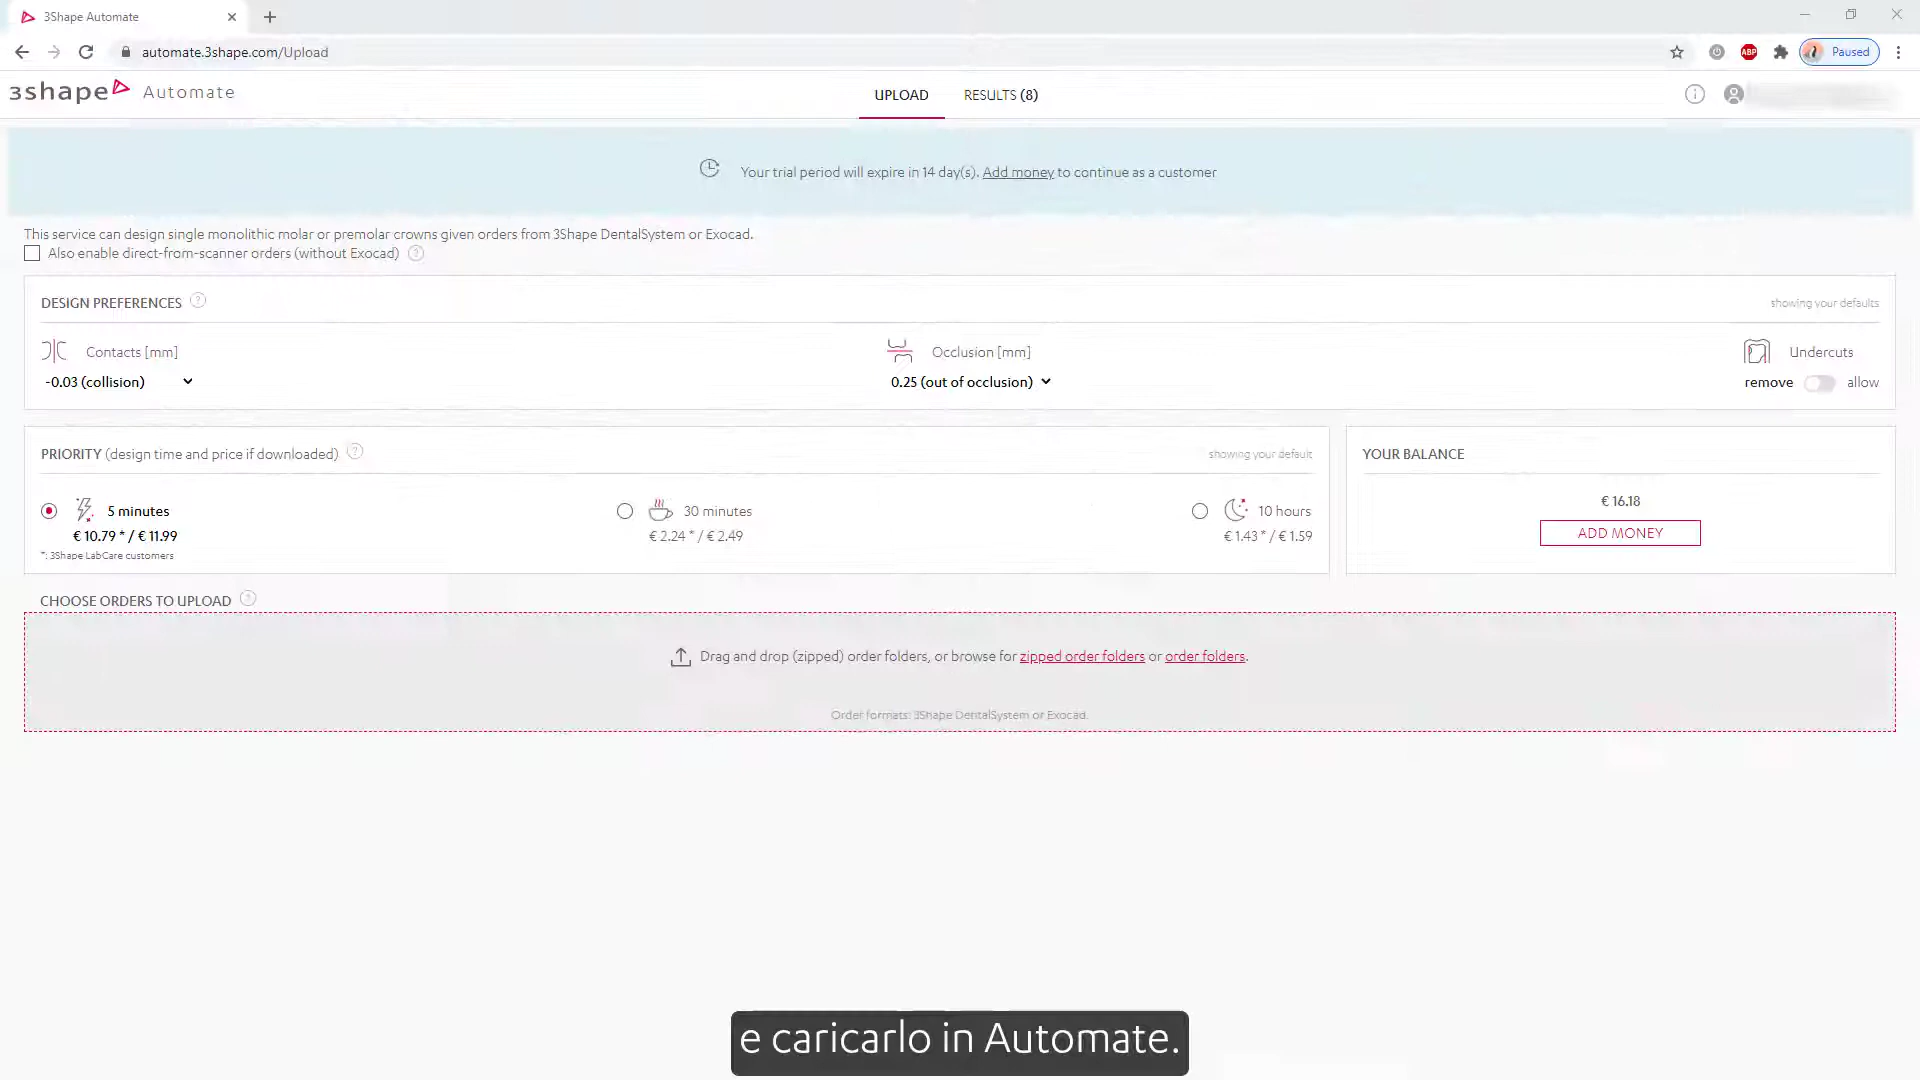 3Shape Automate
automate.3shape.com/Upload
Paused
3shape Automate
UPLOAD
RESULTS (8)
Your trial period will expire in 14 day(s). Add money to continue as a customer
This service can design single monolithic molar or premolar crowns given orders from 3Shape DentalSystem or Exocad.
Also enable direct-from-scanner orders (without Exocad) ?
DESIGN PREFERENCES ?
showing your defaults
Contacts [mm]
-0.03 (collision)
Occlusion [mm]
0.25 (out of occlusion)
Undercuts
remove allow
PRIORITY (design time and price if downloaded) ?
showing your default
5 minutes
€ 10.79 * / € 11.99
*: 3Shape LabCare customers
30 minutes
€ 2.24 * / € 2.49
10 hours
€ 1.43 * / € 1.59
YOUR BALANCE
€ 16.18
ADD MONEY
CHOOSE ORDERS TO UPLOAD ?
Drag and drop (zipped) order folders, or browse for zipped order folders or order folders.
Order formats: 3Shape DentalSystem or Exocad.
e caricarlo in Automate.